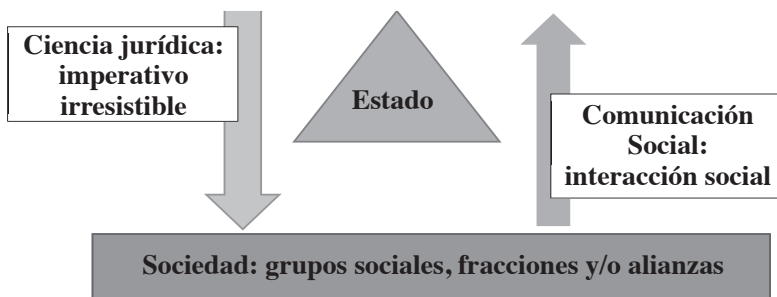 Ciencia jurídica:
imperativo
irresistible
Estado
Comunicación
Social:
interacción social
Sociedad: grupos sociales, fracciones y/o alianzas